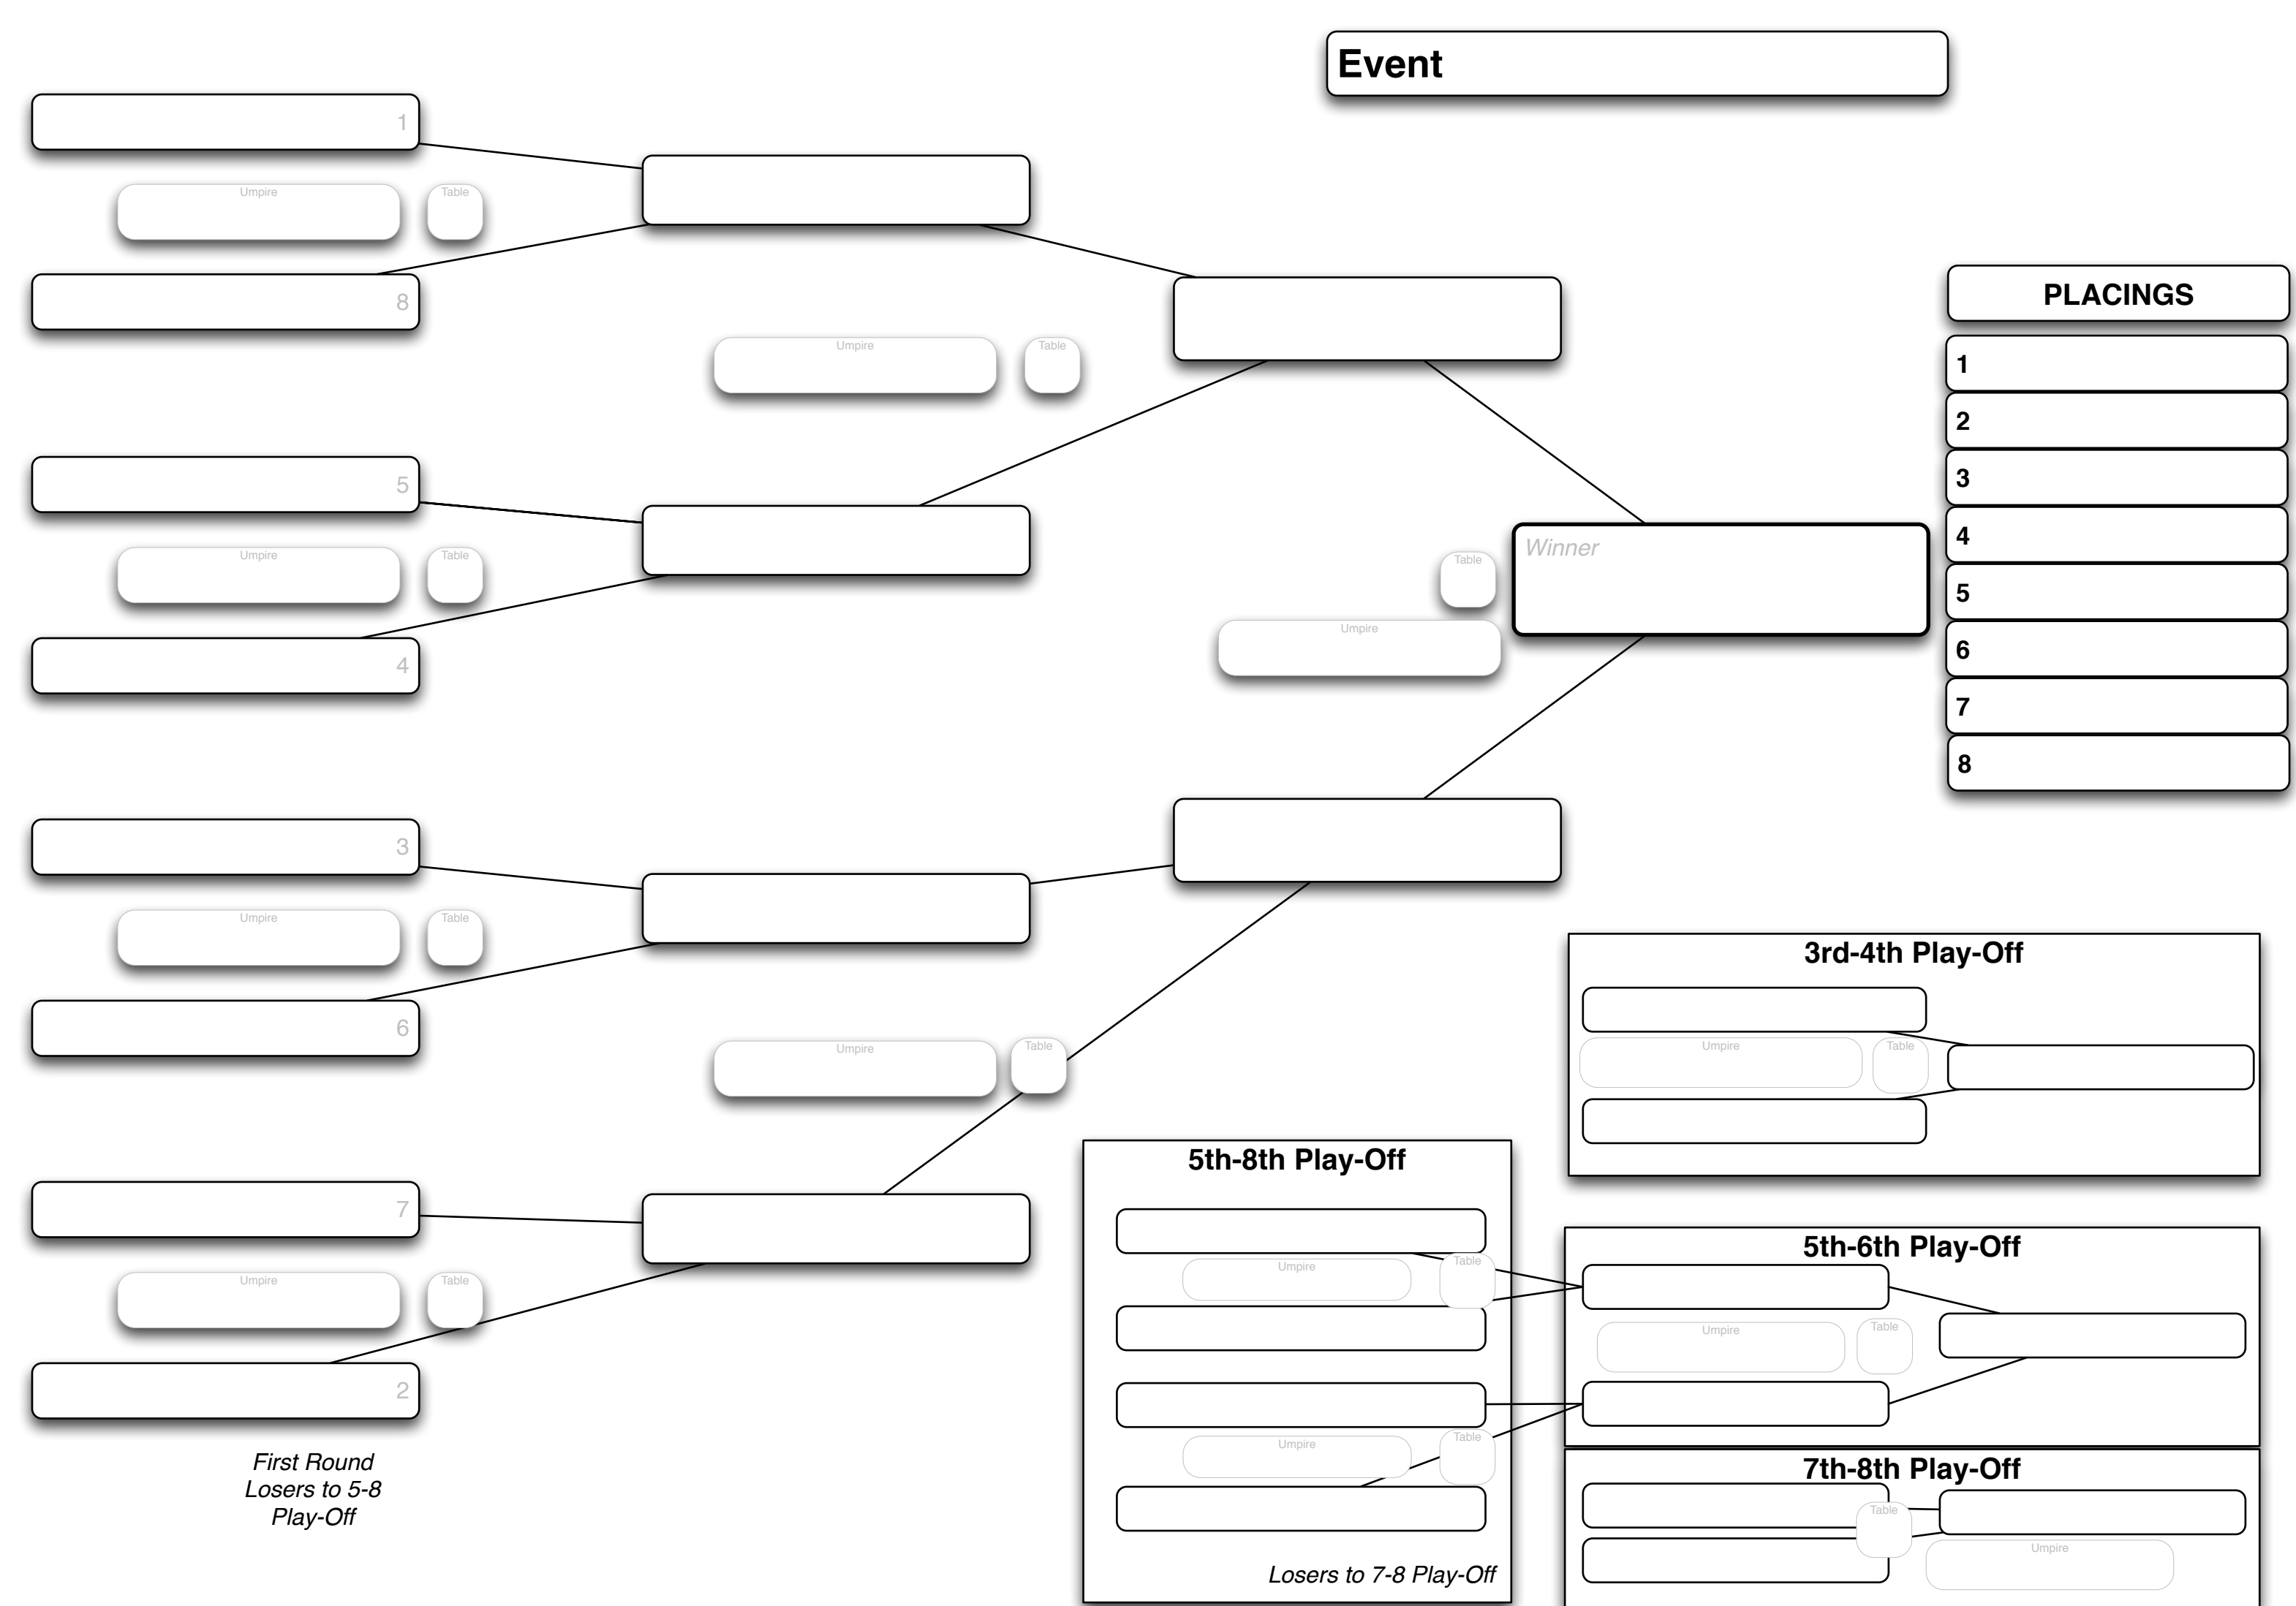 Event
1
Umpire
Table
8
Umpire
Table
5
Umpire
Table
4
3
Umpire
Table
6
Umpire
Table
7
Umpire
Table
2
First Round
Losers to 5-8
Play-Off
Winner
Table
Umpire
PLACINGS
1
2
3
4
5
6
7
8
3rd-4th Play-Off
Umpire
Table
5th-8th Play-Off
Umpire
Table
Umpire
Table
Losers to 7-8 Play-Off
5th-6th Play-Off
Umpire
Table
7th-8th Play-Off
Table
Umpire